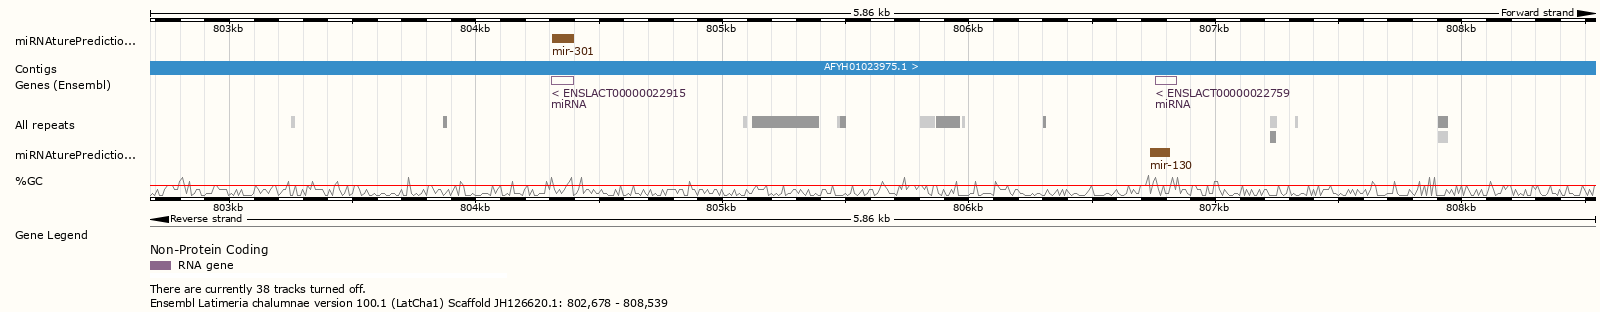 5.86 kb Forward strand
803kb 804kb 805kb 806kb 807kb 808kb
miRNAturePredictio...
mir-301
Contigs AFYH01023975.1 >
Genes (Ensembl)
< ENSLACT00000022915 < ENSLACT00000022759
miRNA miRNA
All repeats
miRNAturePredictio...
mir-130
%GC
803kb 804kb 805kb 806kb 807kb 808kb
Reverse strand 5.86 kb
Gene Legend
Non-Protein Coding
RNA gene
There are currently 38 tracks turned off.
Ensembl Latimeria chalumnae version 100.1 (LatCha1) Scaffold JH126620.1: 802,678 - 808,539